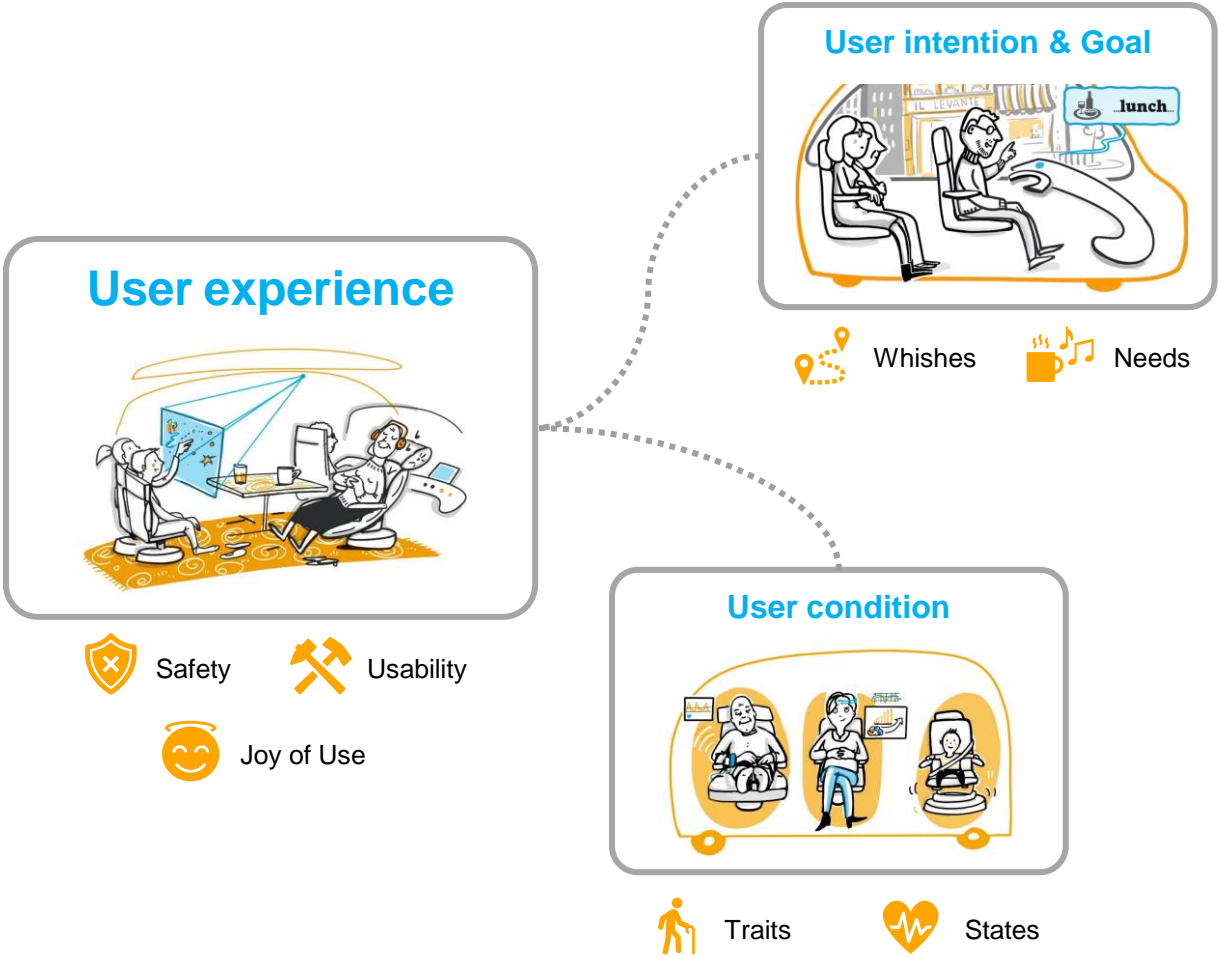 User intention & Goal
IL LEVANTE
...lunch...
Whishes
Needs
User experience
Safety
Usability
Joy of Use
User condition
Traits
States